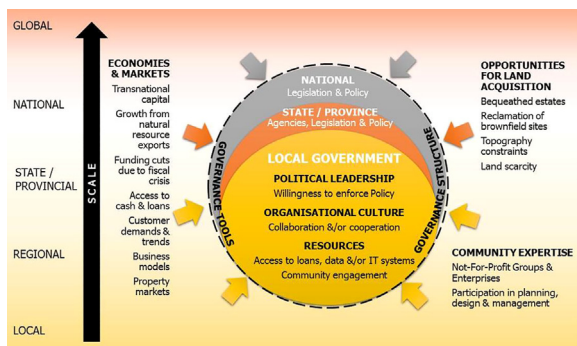 GLOBAL
NATIONAL
STATE /
PROVINCIAL
REGIONAL
LOCAL
SCALE
ECONOMIES
& MARKETS
Transnational
capital
Growth from
natural
resource
exports
Funding cuts
due to fiscal
crisis
Access to
cash & loans
Customer
demands &
trends
Business
models
Property
markets
GOVERNANCE TOOLS
NATIONAL
Legislation & Policy
STATE / PROVINCE
Agencies, Legislation & Policy
LOCAL GOVERNMENT
POLITICAL LEADERSHIP
Willingness to enforce Policy
ORGANISATIONAL CULTURE
Collaboration &/or cooperation
RESOURCES
Access to loans, data &/or IT systems
Community engagement
GOVERNANCE STRUCTURE
OPPORTUNITIES
FOR LAND
ACQUISITION
Bequeathed estates
Reclamation of
brownfield sites
Topography
constraints
Land scarcity
COMMUNITY EXPERTISE
Not-For-Profit Groups &
Enterprises
Participation in planning,
design & management